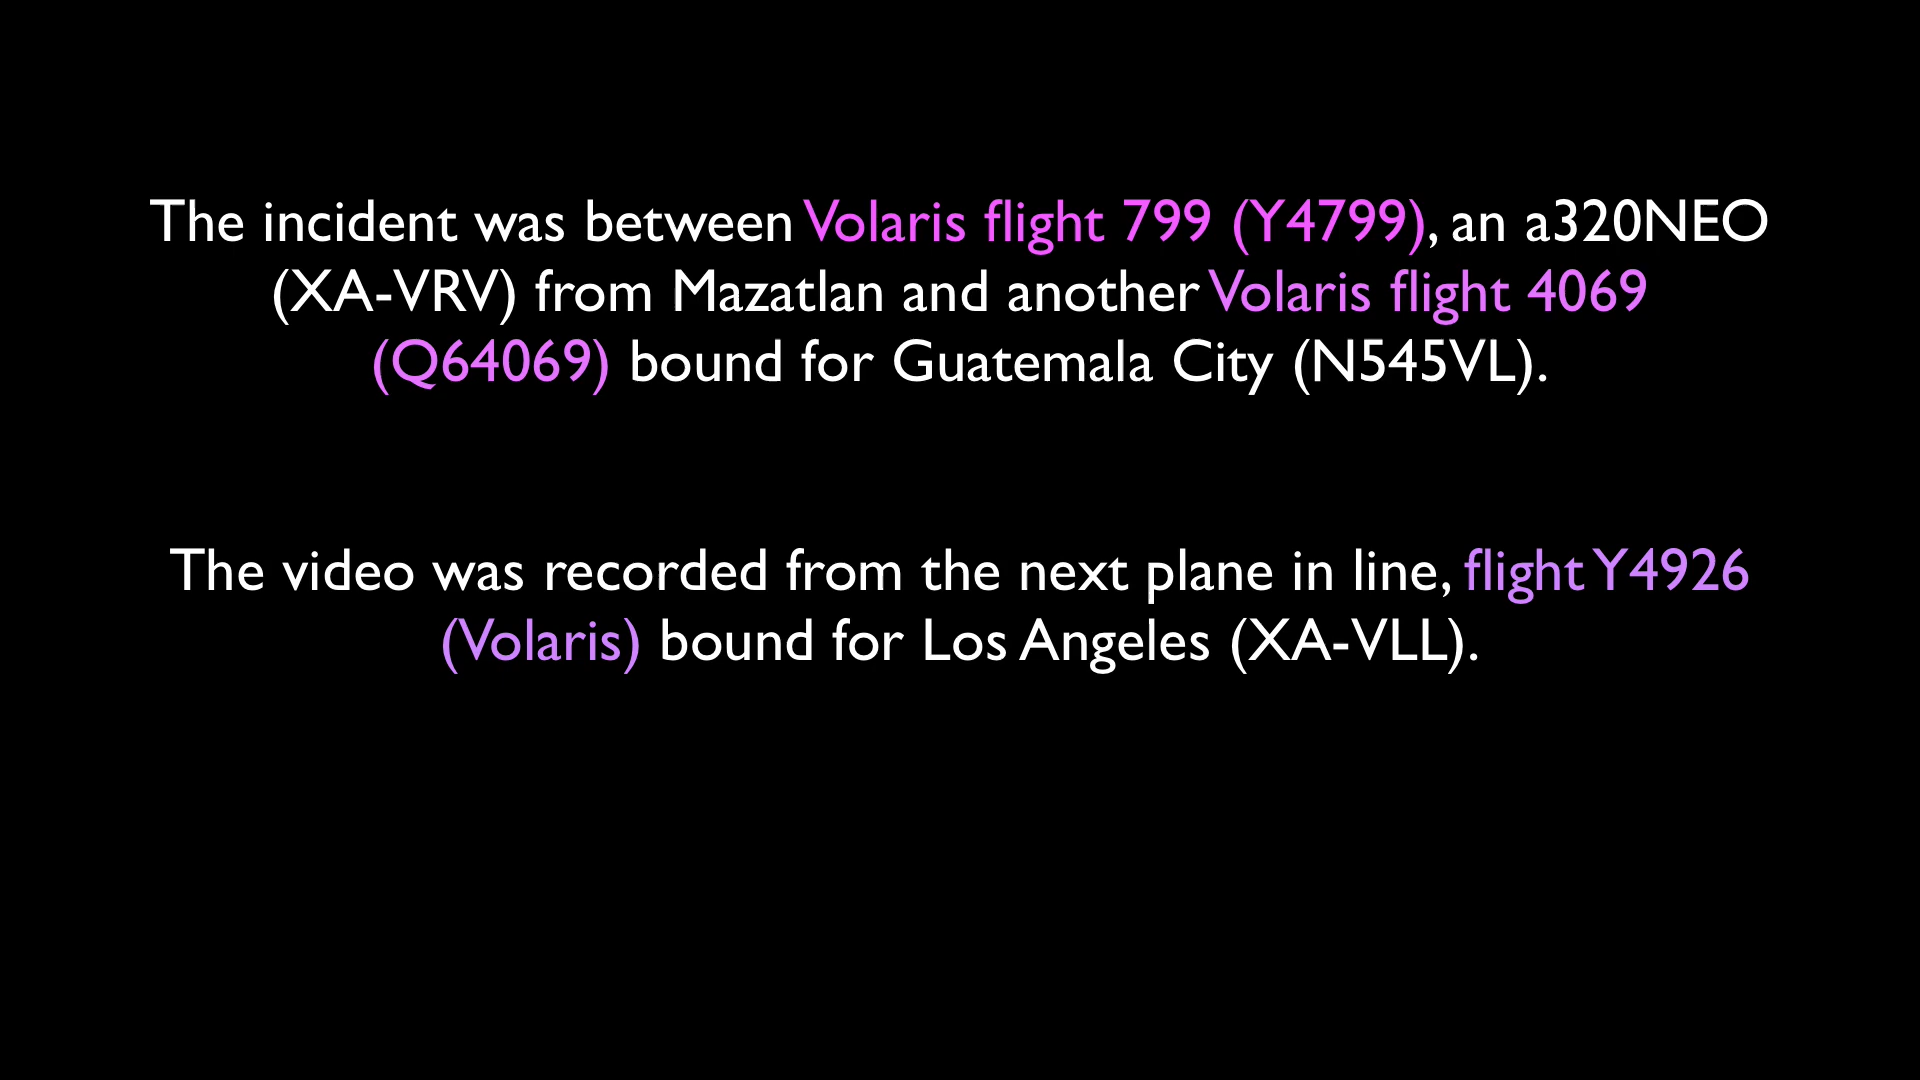 The incident was between Volaris flight 799 (Y4799), an a320NEO
(XA-VRV) from Mazatlan and another Volaris flight 4069
(Q64069) bound for Guatemala City (N545VL).
The video was recorded from the next plane in line, flight Y4926
(Volaris) bound for Los Angeles (XA-VLL).